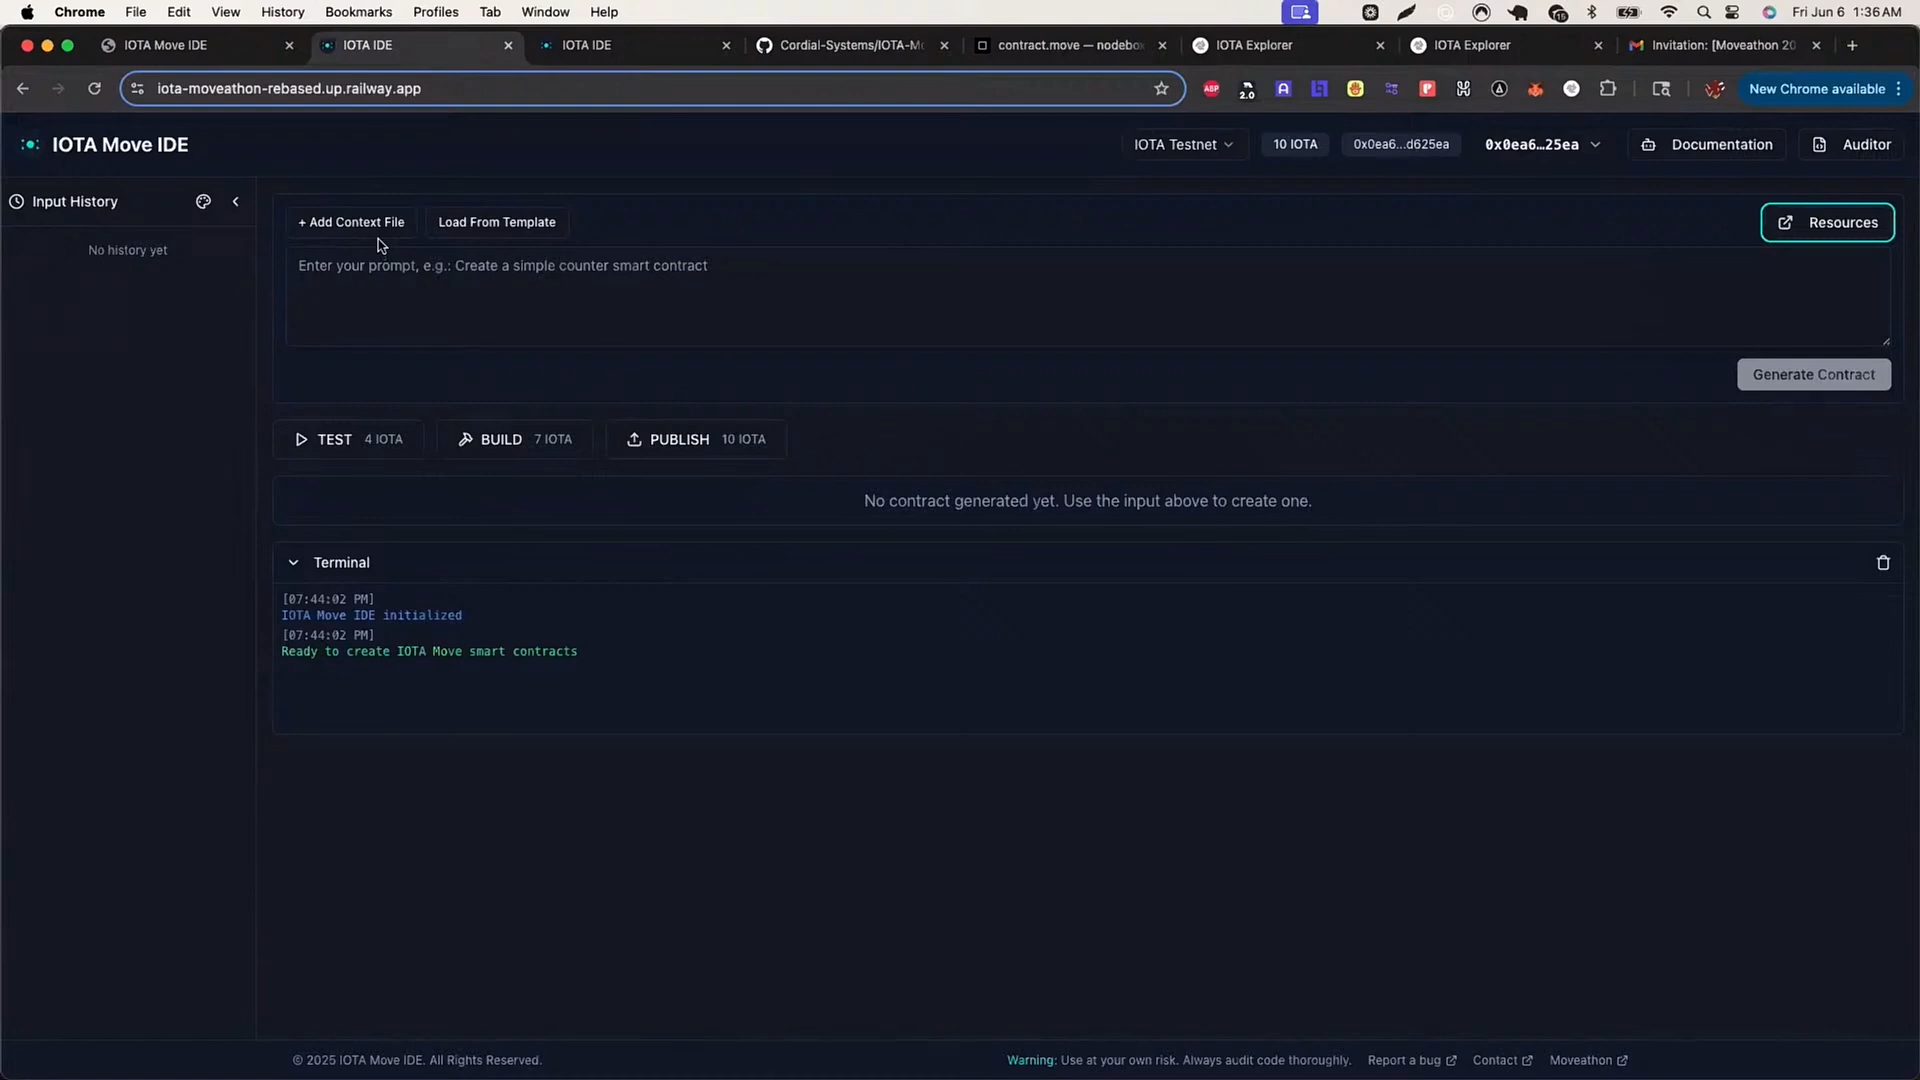 Chrome File Edit View History Bookmarks Profiles Tab Window Help
15
Fri Jun 6 1:36 AM
IOTA Move IDE
IOTA IDE
IOTA IDE
Cordial-Systems/IOTA-Mo
contract.move — nodebox
IOTA Explorer
IOTA Explorer
Invitation: [Moveathon 20
iota-moveathon-rebased.up.railway.app
ABP
2.0
New Chrome available
IOTA Move IDE
IOTA Testnet
10 IOTA
0x0ea6...d625ea
0x0ea6…25ea
Documentation
Auditor
Input History
No history yet
+ Add Context File
Load From Template
Resources
Enter your prompt, e.g.: Create a simple counter smart contract
Generate Contract
TEST 4 IOTA
BUILD 7 IOTA
PUBLISH 10 IOTA
No contract generated yet. Use the input above to create one.
Terminal
[07:44:02 PM]
IOTA Move IDE initialized
[07:44:02 PM]
Ready to create IOTA Move smart contracts
© 2025 IOTA Move IDE. All Rights Reserved.
Warning: Use at your own risk. Always audit code thoroughly.
Report a bug
Contact
Moveathon